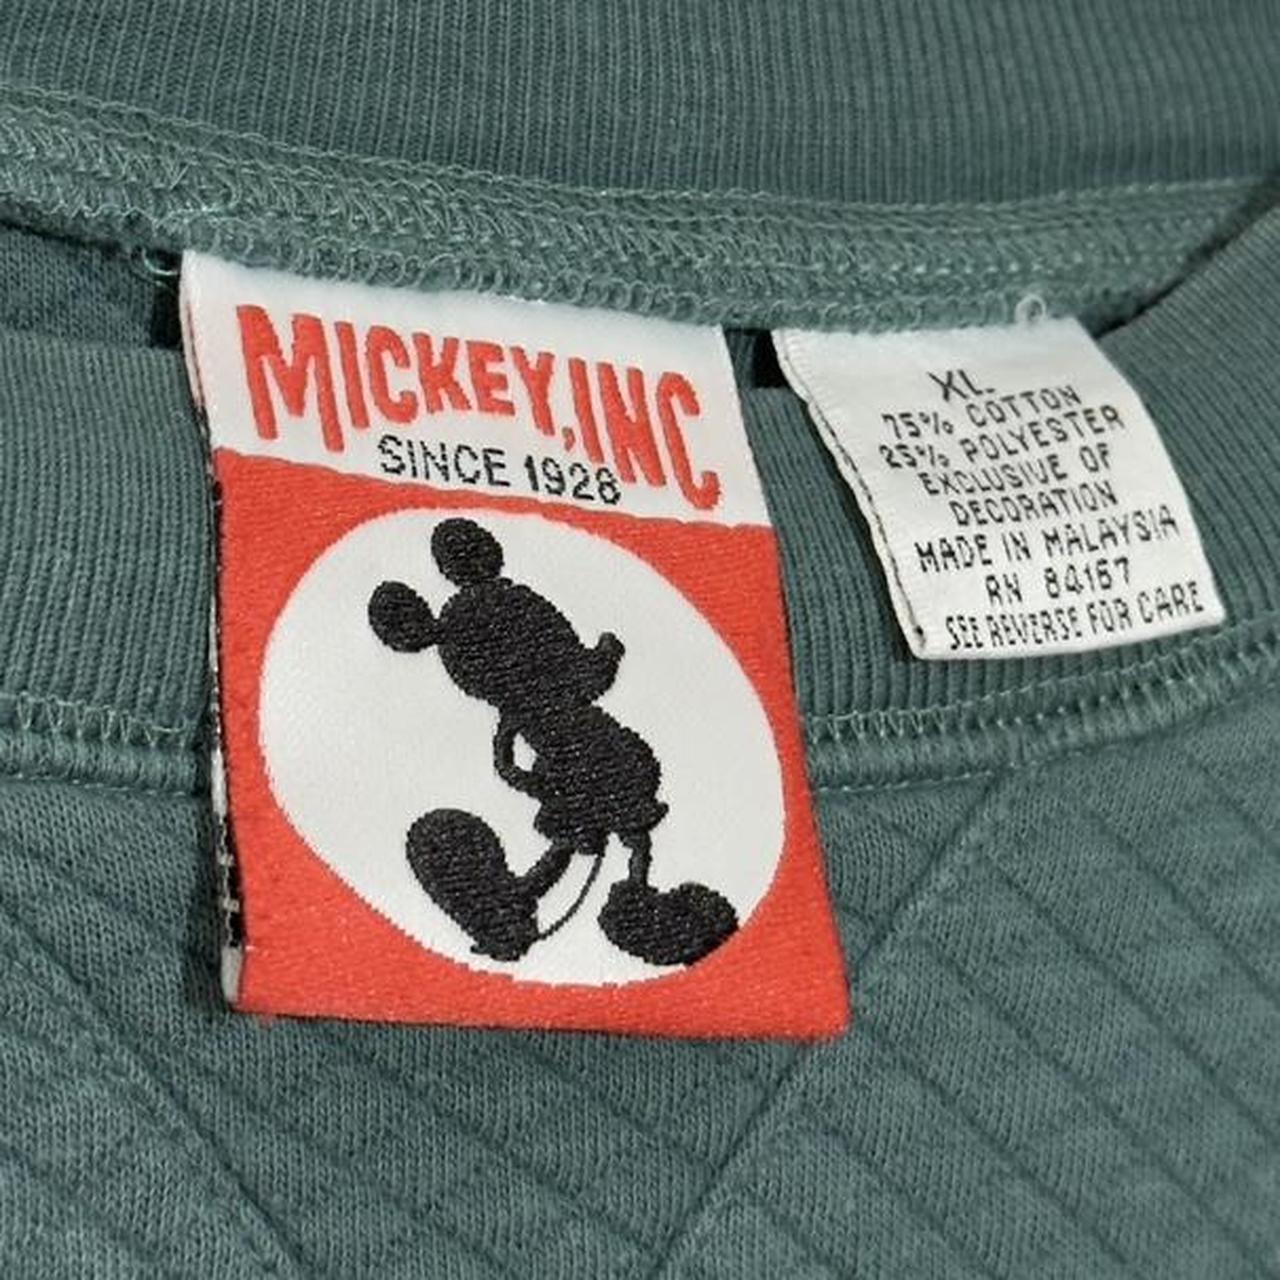 MICKEY, INC
SINCE 1928
XL
75% COTTON
25% POLYESTER
EXCLUSIVE OF
DECORATION
MADE IN MALAYSIA
RN 84167
SEE REVERSE FOR CARE